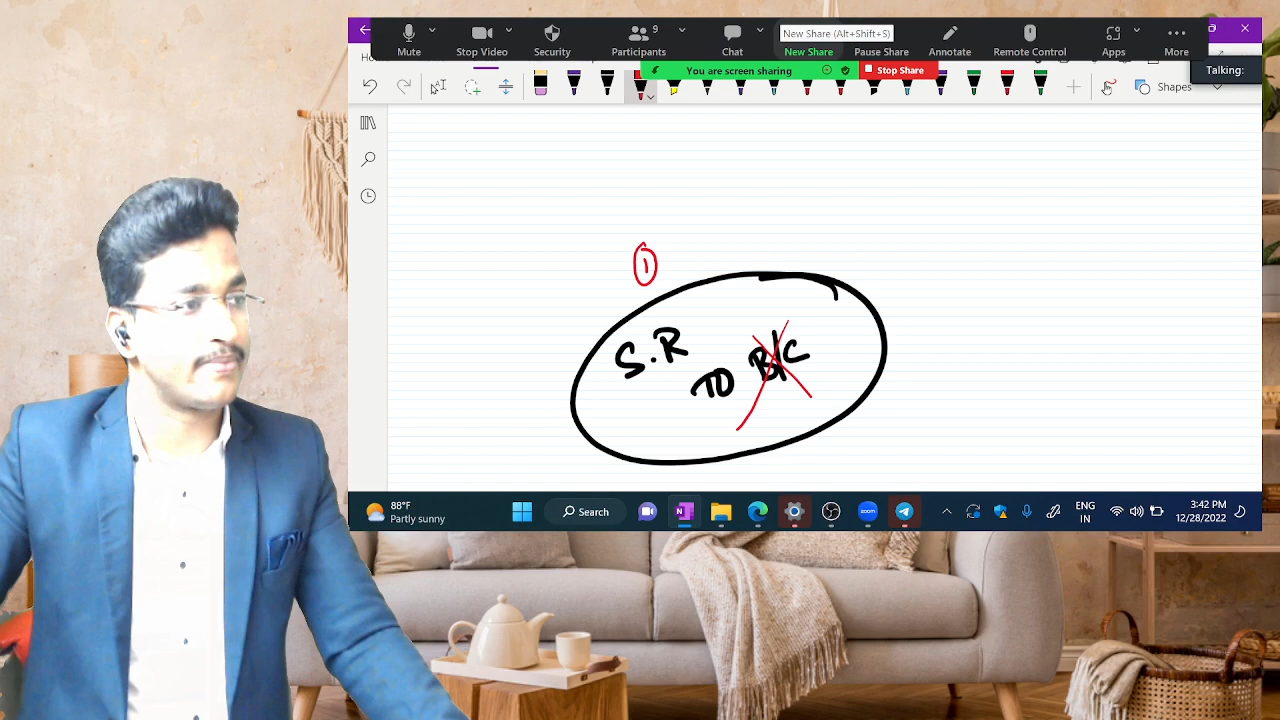 Mute
Stop Video
Security
Participants
9
Chat
New Share (Alt+Shift+S)
New Share
Pause Share
Annotate
Remote Control
Apps
More
You are screen sharing
Stop Share
Talking:
Shapes
①
S.R
TO B/C
88°F
Partly sunny
Search
zoom
ENG
IN
3:42 PM
12/28/2022